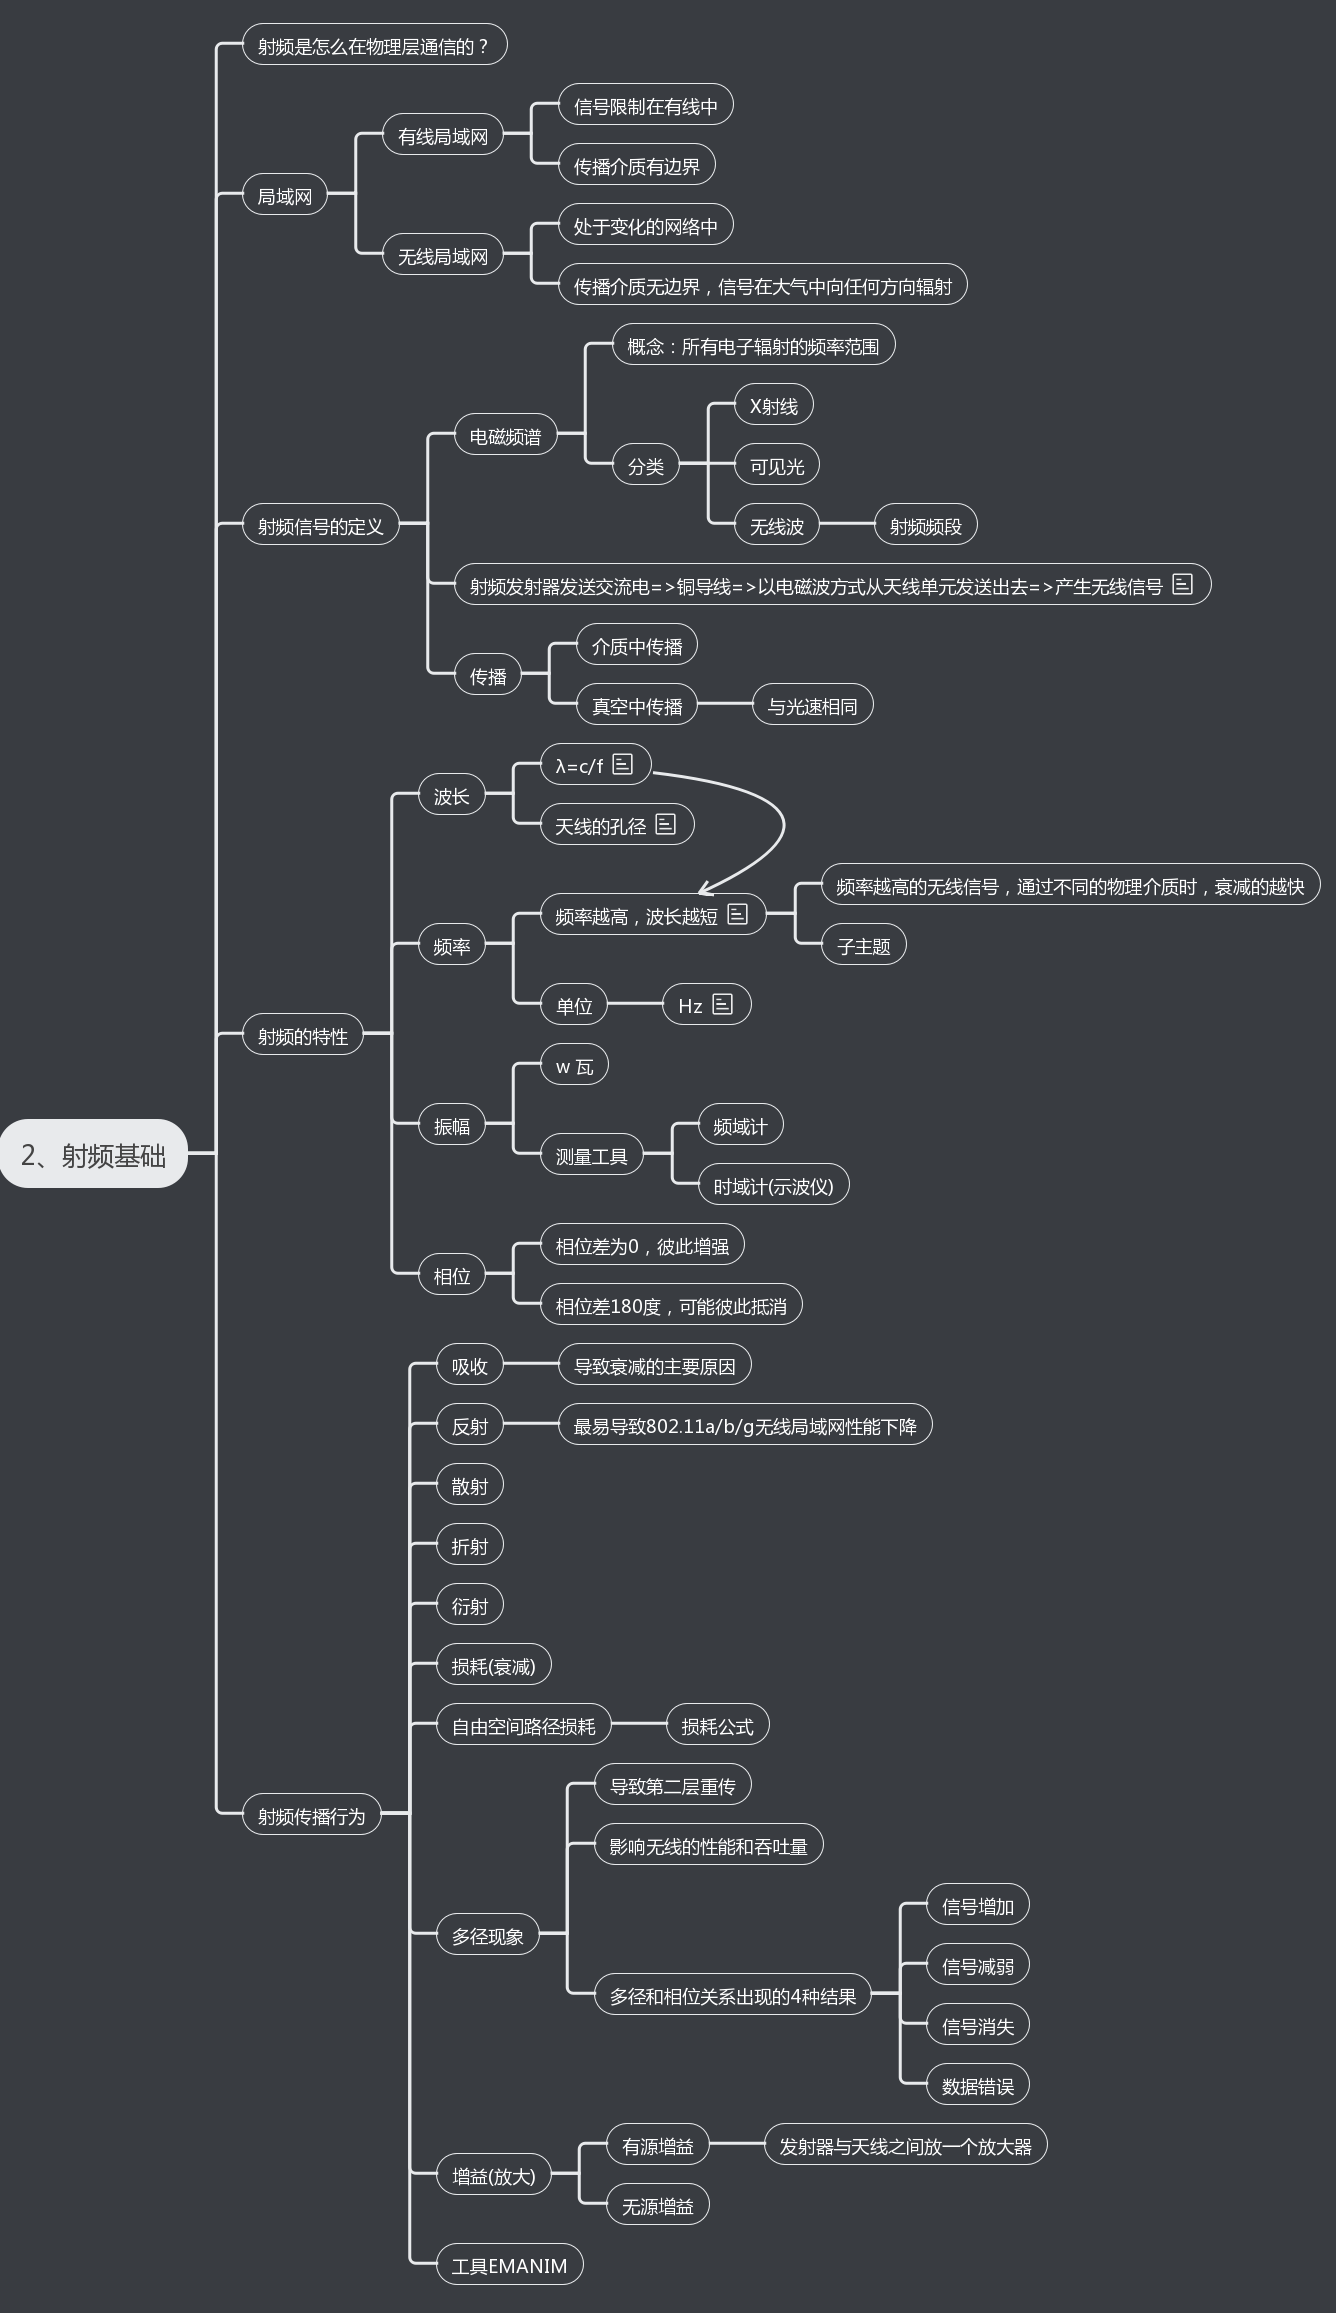 射频是怎么在物理层通信的？
信号限制在有线中
有线局域网
传播介质有边界
局域网
处于变化的网络中
无线局域网
传播介质无边界，信号在大气中向任何方向辐射
概念：所有电子辐射的频率范围
X射线
电磁频谱
分类
可见光
射频信号的定义
无线波
射频频段
射频发射器发送交流电=>铜导线=>以电磁波方式从天线单元发送出去=>产生无线信号
介质中传播
传播
真空中传播
与光速相同
λ=c/f
波长
天线的孔径
频率越高的无线信号，通过不同的物理介质时，衰减的越快
频率越高，波长越短
频率
子主题
单位
Hz
射频的特性
w 瓦
振幅
频域计
测量工具
时域计(示波仪)
2、射频基础
相位差为0，彼此增强
相位
相位差180度，可能彼此抵消
吸收
导致衰减的主要原因
反射
最易导致802.11a/b/g无线局域网性能下降
散射
折射
衍射
损耗(衰减)
自由空间路径损耗
损耗公式
导致第二层重传
射频传播行为
影响无线的性能和吞吐量
信号增加
多径现象
信号减弱
多径和相位关系出现的4种结果
信号消失
数据错误
有源增益
发射器与天线之间放一个放大器
增益(放大)
无源增益
工具EMANIM